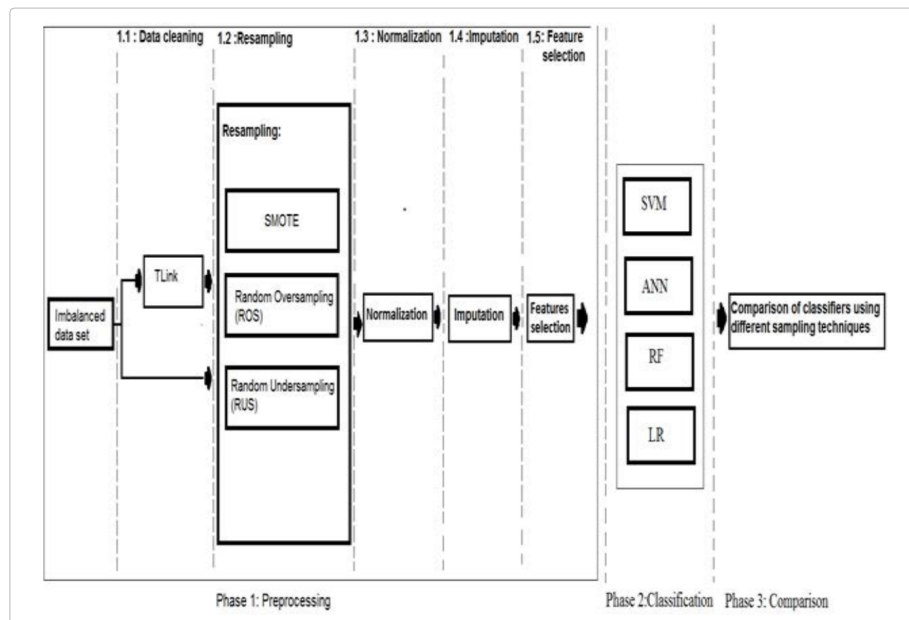 1.1 : Data cleaning
1.2 :Resampling
1.3 : Normalization
1.4 :Imputation
1.5: Feature
selection
Resampling:
SMOTE
TLink
Random Oversampling
(ROS)
Imbalanced
data set
Random Undersampling
(RUS)
Normalization
Imputation
Features
selection
SVM
ANN
RF
LR
Comparison of classifiers using
different sampling techniques
Phase 1: Preprocessing
Phase 2:Classification
Phase 3: Comparison